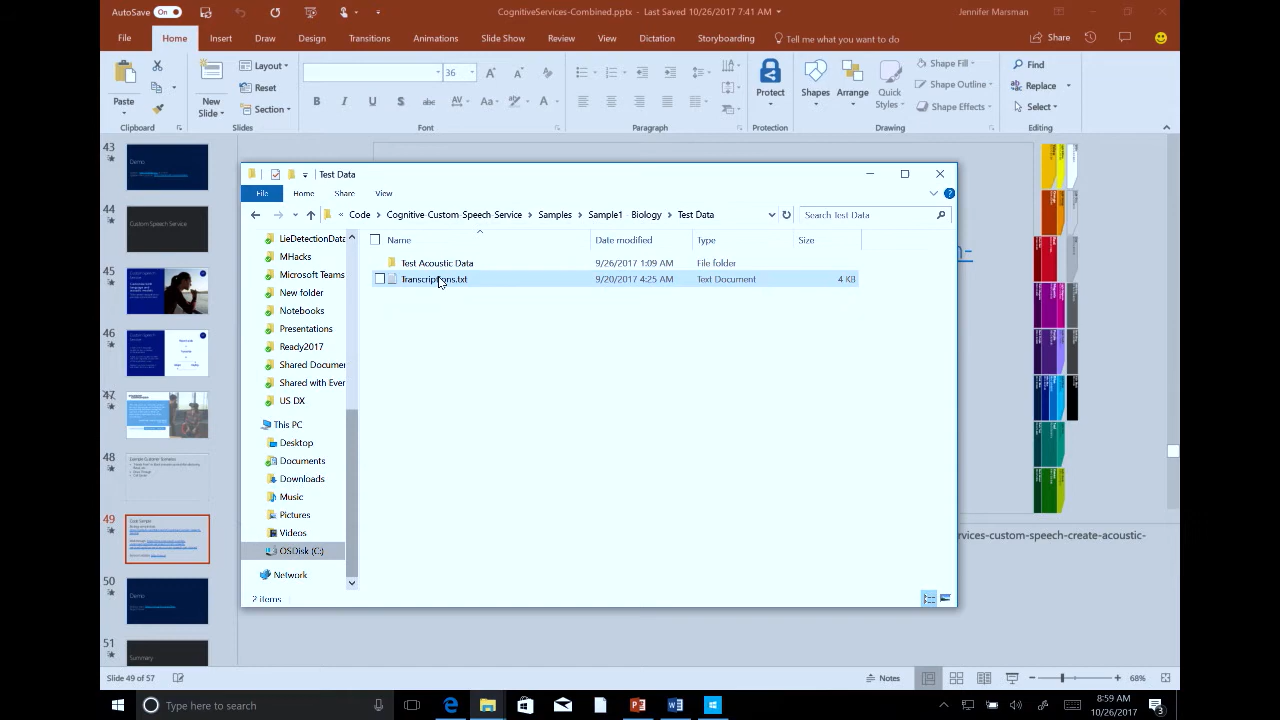 AutoSave On CognitiveServices-Combined.pptx - Last Saved 10/26/2017 7:41 AM Jennifer Marsman
File Home Insert Draw Design Transitions Animations Slide Show Review View Dictation Storyboarding Tell me what you want to do Share
Paste
Clipboard
New Slide
Layout
Reset
Section
Slides
36
Font
Paragraph
Protect
Protection
Shapes
Arrange
Quick Styles
Shape Fill
Shape Outline
Shape Effects
Drawing
Find
Replace
Select
Editing
43
Demo
44
Custom Speech Service
45
46
47
48
49
50
Demo
51
Summary
Test Data
File Home Share View
Code Cognitive Custom-Speech-Service samples Biology Test Data Search Test Data
Name Date modified Type Size
Test Acoustic Data 9/26/2017 1:09 AM File folder
Transcriptions.txt 9/20/2017 4:25 AM Text Document 4 KB
LieDetectionData
MHacks
Microsoft Teams
NewCo
Notebooks
Presentations
Ready July17
Shared Documen
Shared with Ever
US DX
This PC
Desktop
Documents
Downloads
Music
Pictures
Videos
OSDisk (C:)
Network
2 items
rvices-custom-speech-create-acoustic-
Slide 49 of 57 Notes 68%
Type here to search 8:59 AM
10/26/2017
3